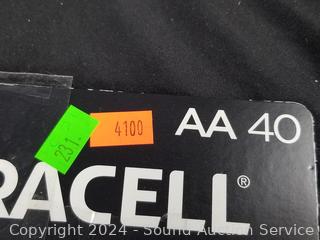 4100
AA 40
231.
RACELL®
Copyright 2024 - Sound Auction Service